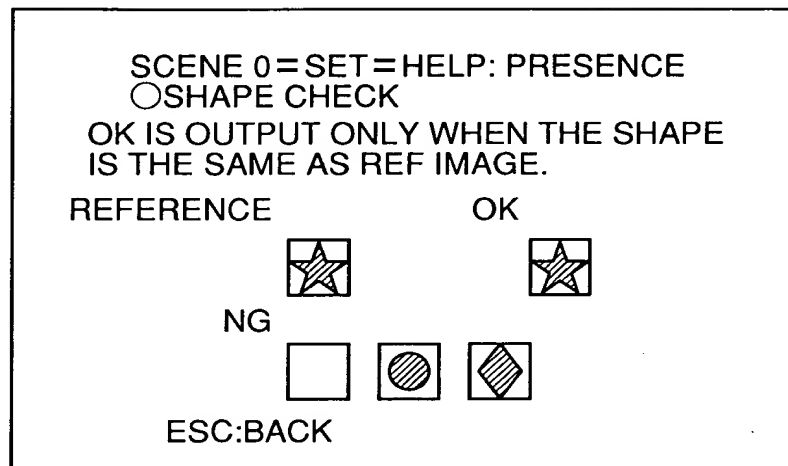 SCENE 0=SET=HELP: PRESENCE
○SHAPE CHECK
OK IS OUTPUT ONLY WHEN THE SHAPE
IS THE SAME AS REF IMAGE.
REFERENCE OK
NG
ESC:BACK